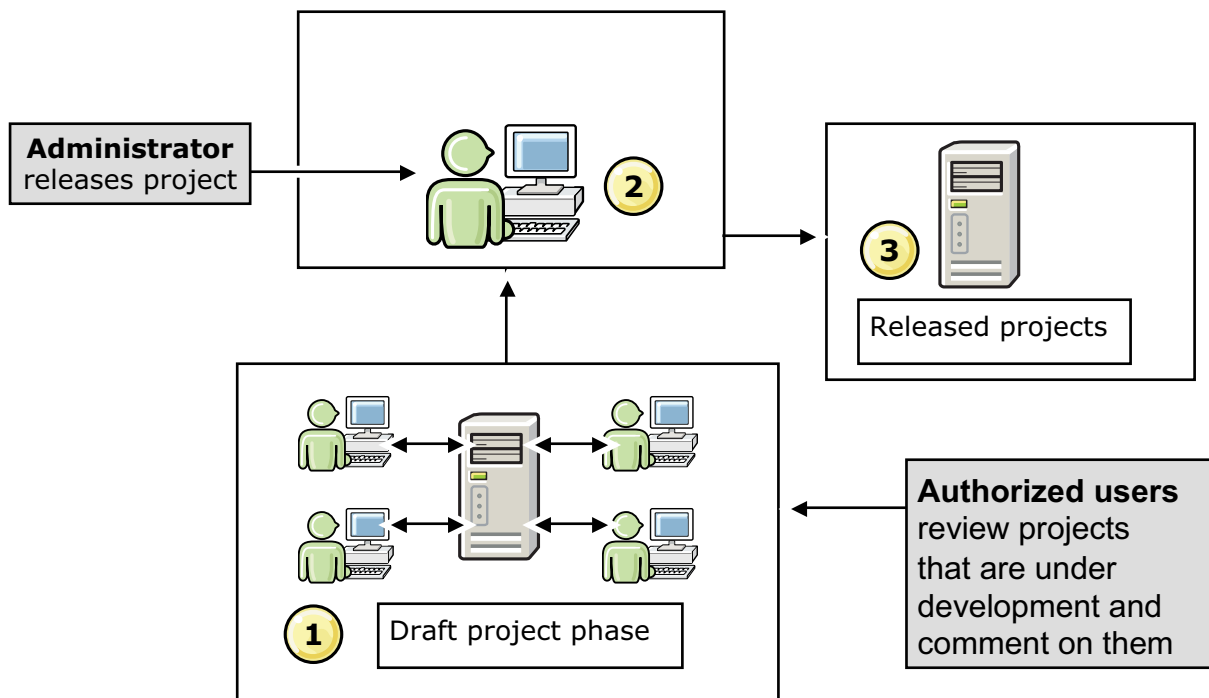 Administrator
releases project
2
3
Released projects
1
Draft project phase
Authorized users
review projects
that are under
development and
comment on them